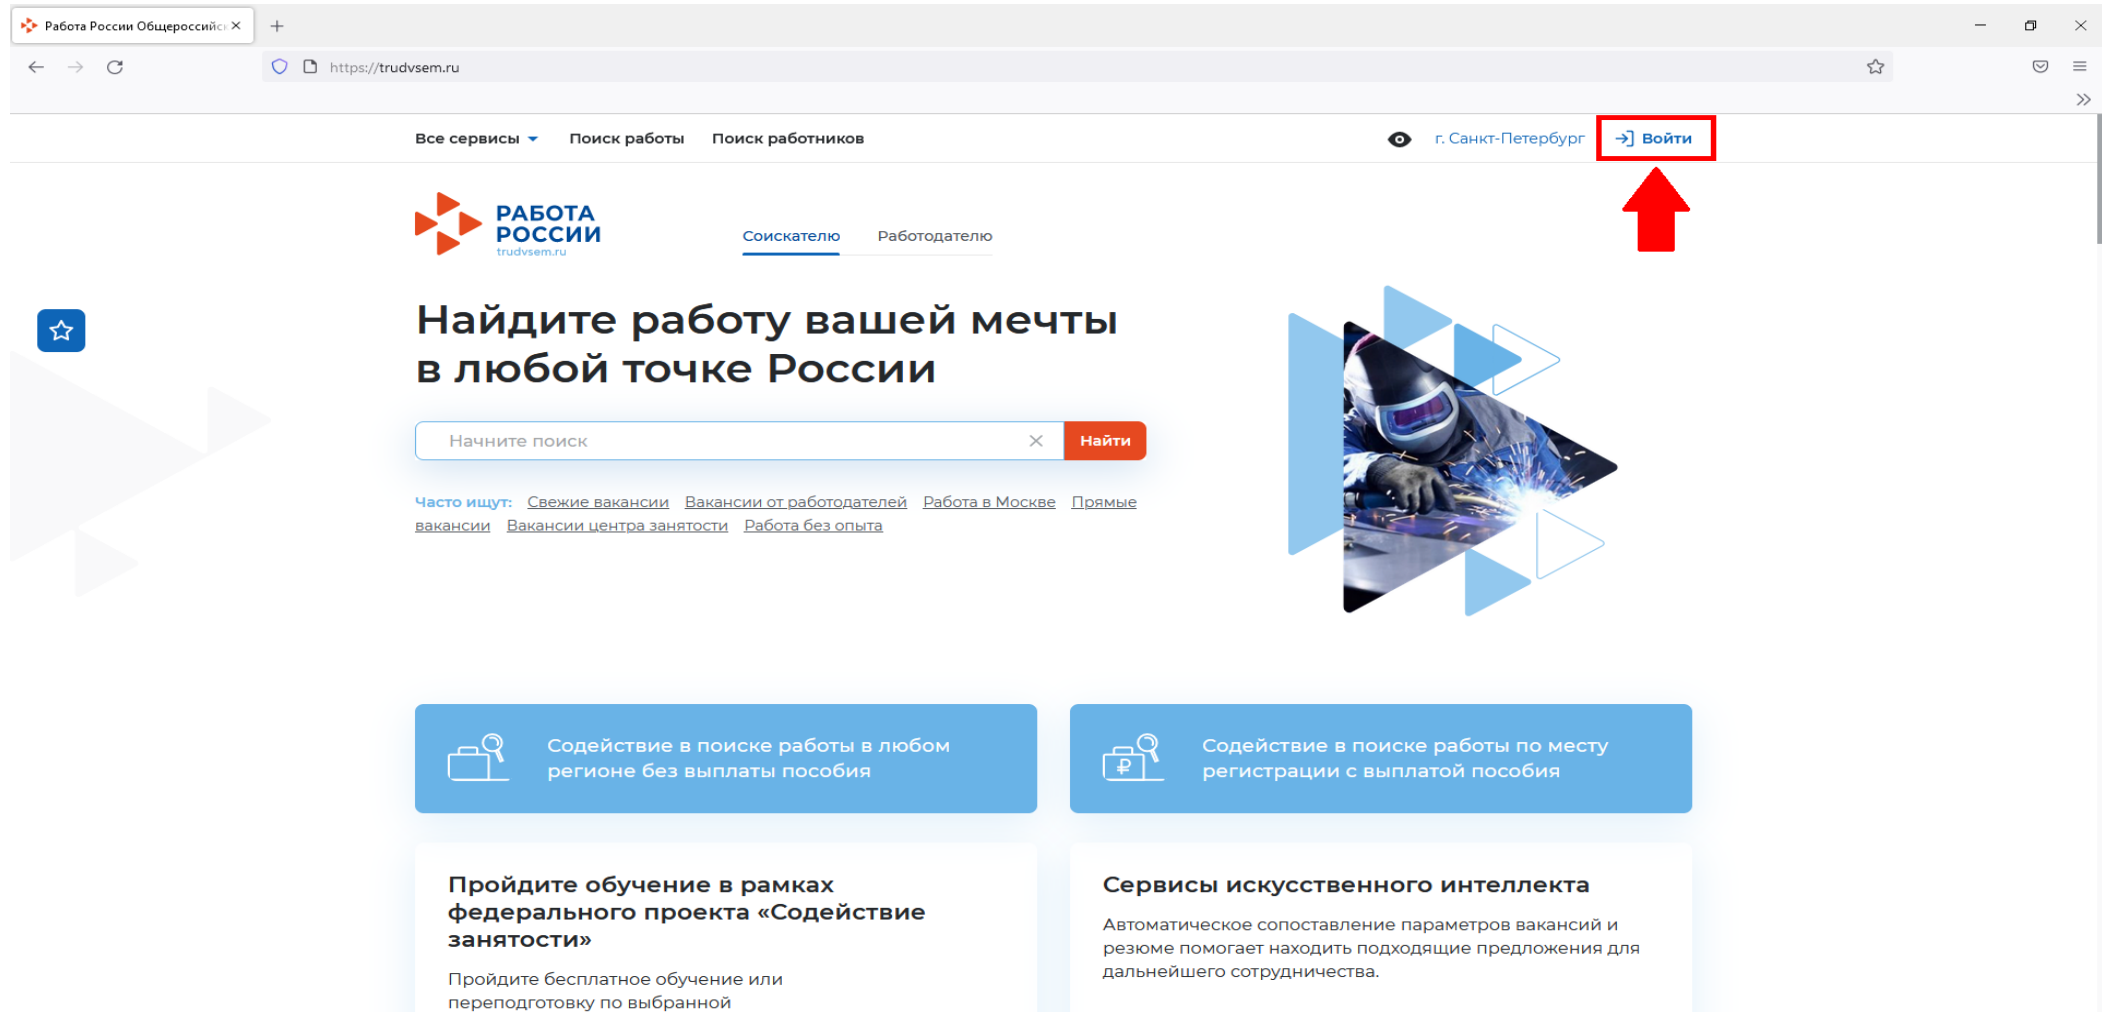 Работа России Общероссийс
https://trudvsem.ru
Все сервисы Поиск работы Поиск работников г. Санкт-Петербург Войти
РАБОТА
РОССИИ
trudvsem.ru
Соискателю Работодателю
Найдите работу вашей мечты
в любой точке России
Начните поиск Найти
Часто ищут: Свежие вакансии Вакансии от работодателей Работа в Москве Прямые
вакансии Вакансии центра занятости Работа без опыта
Содействие в поиске работы в любом
регионе без выплаты пособия
Содействие в поиске работы по месту
регистрации с выплатой пособия
Пройдите обучение в рамках
федерального проекта «Содействие
занятости»
Пройдите бесплатное обучение или
переподготовку по выбранной
Сервисы искусственного интеллекта
Автоматическое сопоставление параметров вакансий и
резюме помогает находить подходящие предложения для
дальнейшего сотрудничества.